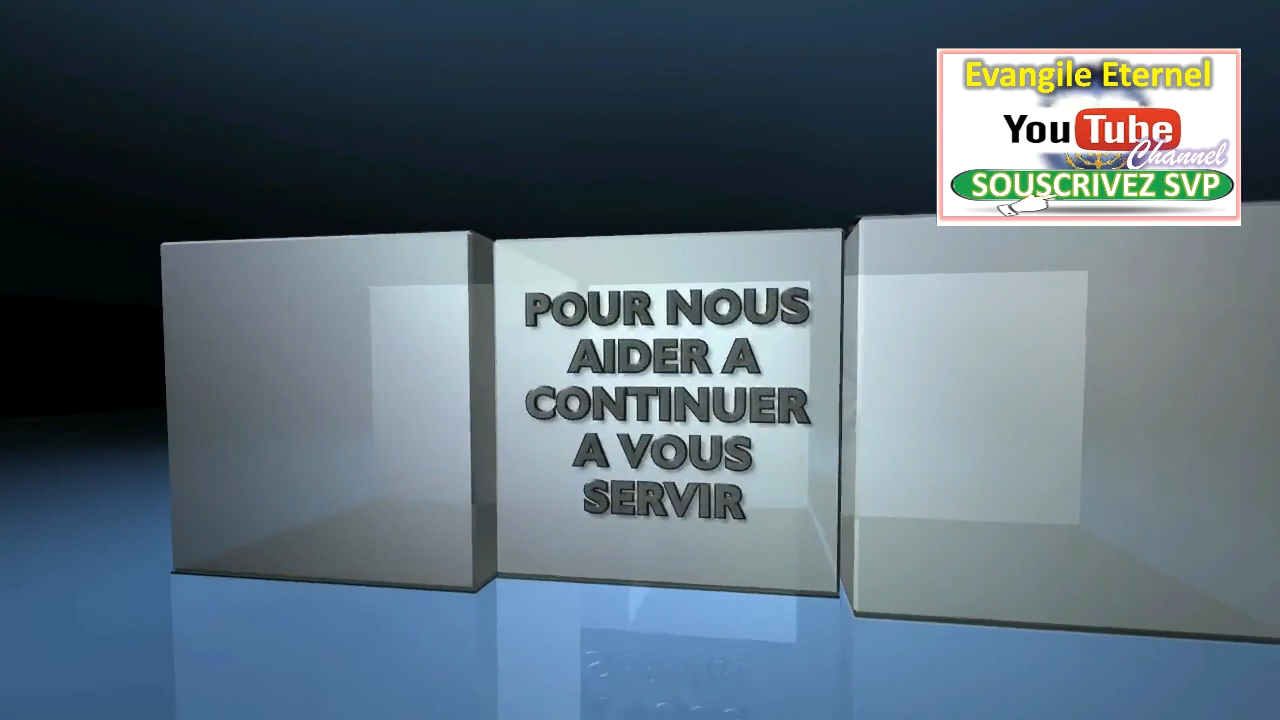 Evangile Eternel
YouTube
Channel
SOUSCRIVEZ SVP
POUR NOUS
AIDER A
CONTINUER
A VOUS
SERVIR